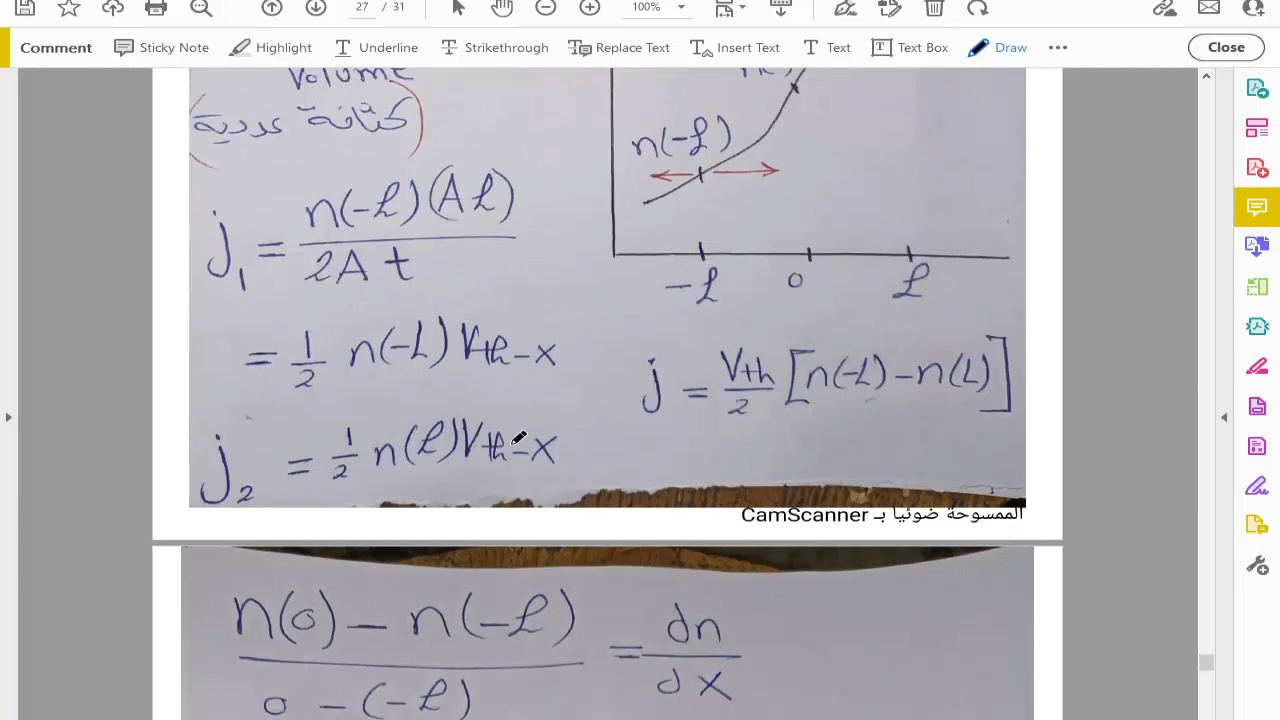 27 / 31
100%
Comment Sticky Note Highlight Underline Strikethrough Replace Text Insert Text Text Text Box Draw Close
Volume
(كثافة عددية)
n(-L)
j1 = n(-L)(AL) / 2A t
= 1/2 n(-L) Vth-x
j2 = 1/2 n(L)Vth-x
-L 0 L
j = Vth/2 [n(-L) - n(L)]
الممسوحة ضوئيا بـ CamScanner
n(0) - n(-L) / 0 - (-L) = dn/dx